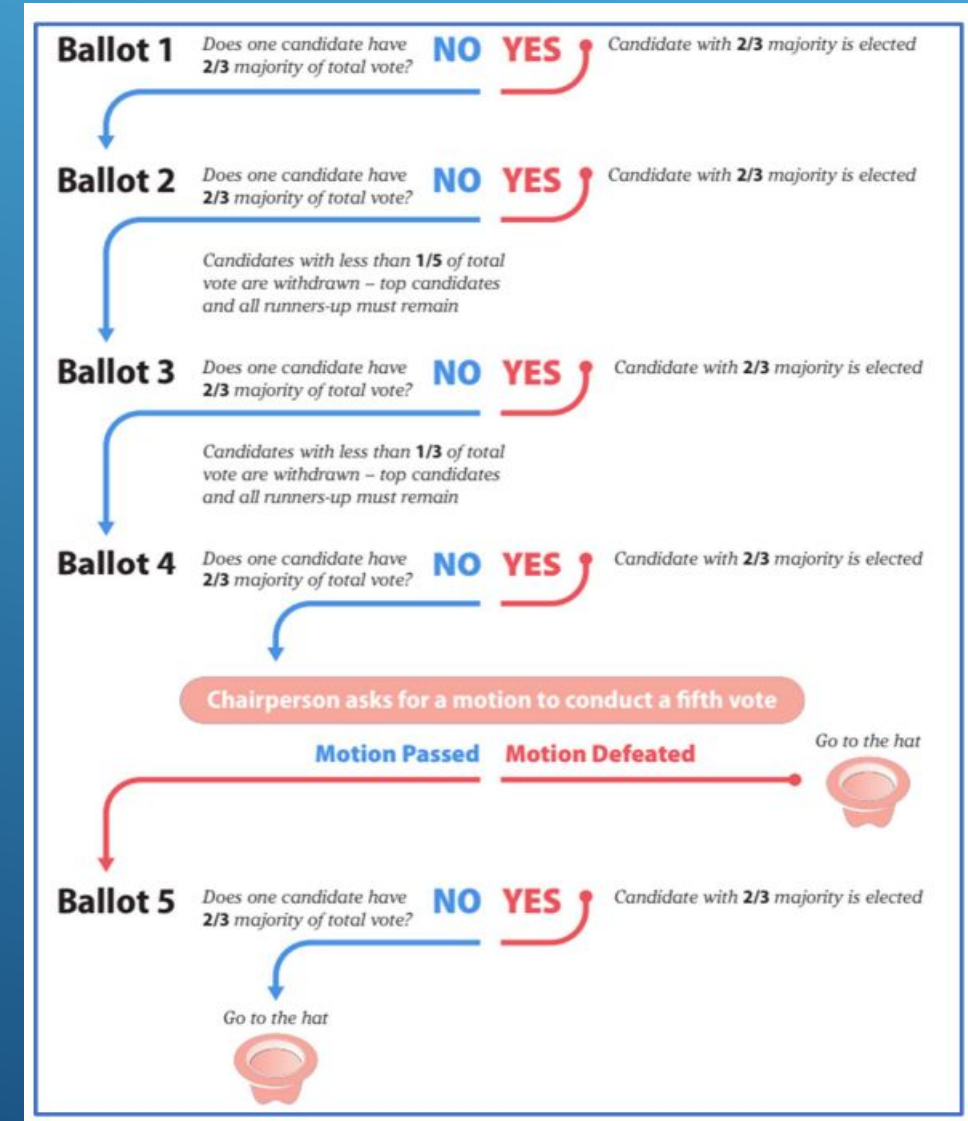 Ballot 1 Does one candidate have NO YES Candidate with 2/3 majority is elected
2/3 majority of total vote?
Ballot 2 Does one candidate have NO YES Candidate with 2/3 majority is elected
2/3 majority of total vote?
Candidates with less than 1/5 of total
vote are withdrawn – top candidates
and all runners-up must remain
Ballot 3 Does one candidate have NO YES Candidate with 2/3 majority is elected
2/3 majority of total vote?
Candidates with less than 1/3 of total
vote are withdrawn – top candidates
and all runners-up must remain
Ballot 4 Does one candidate have NO YES Candidate with 2/3 majority is elected
2/3 majority of total vote?
Chairperson asks for a motion to conduct a fifth vote
Motion Passed Motion Defeated Go to the hat
Ballot 5 Does one candidate have NO YES Candidate with 2/3 majority is elected
2/3 majority of total vote?
Go to the hat